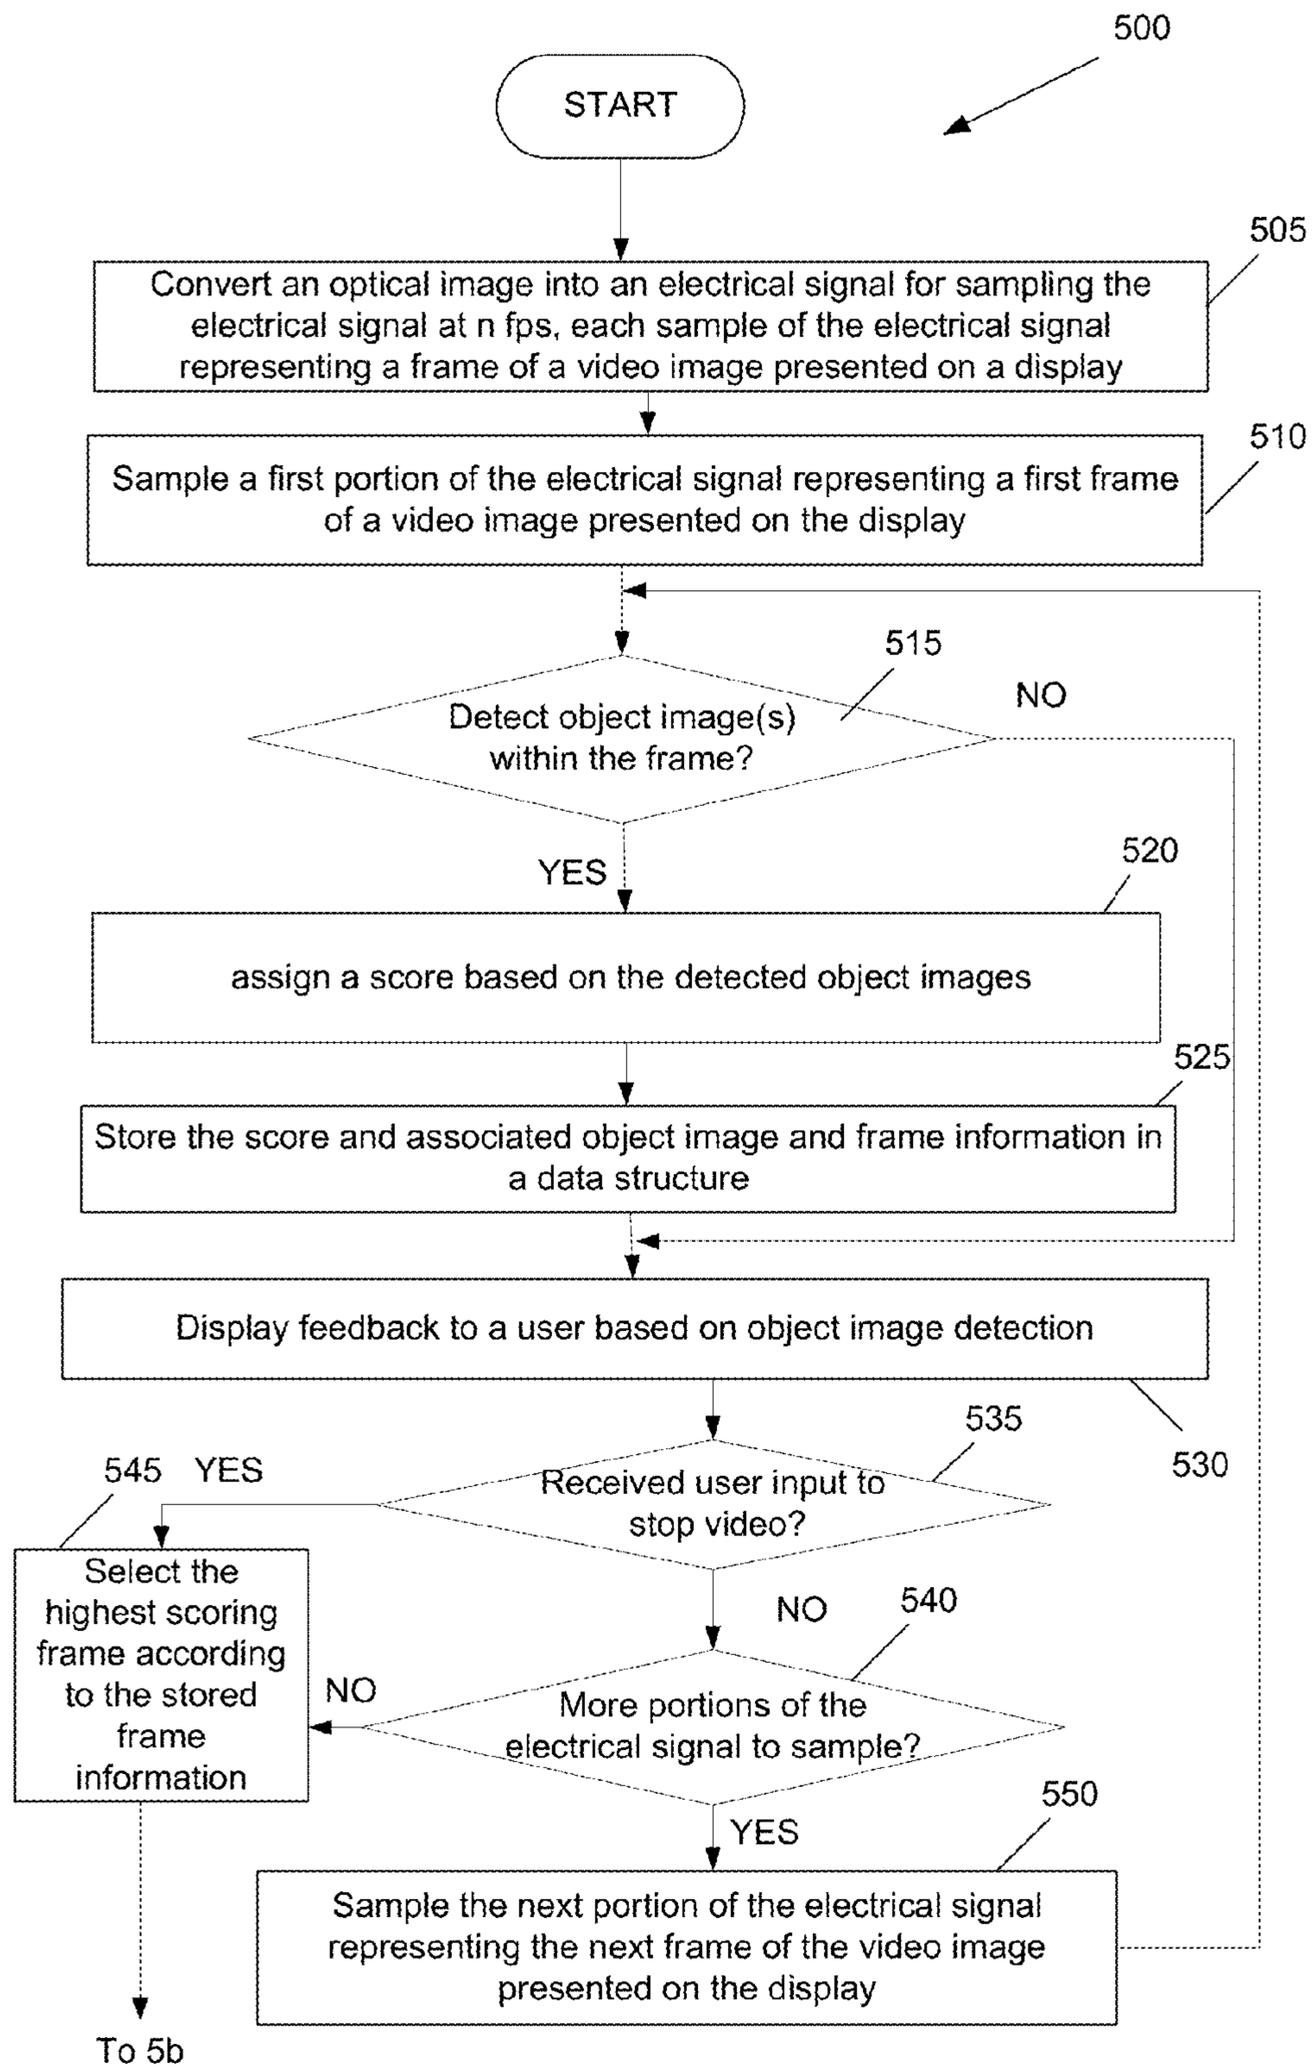 500
START
505
Convert an optical image into an electrical signal for sampling the
electrical signal at n fps, each sample of the electrical signal
representing a frame of a video image presented on a display
510
Sample a first portion of the electrical signal representing a first frame
of a video image presented on the display
515
NO
Detect object image(s)
within the frame?
YES
520
assign a score based on the detected object images
525
Store the score and associated object image and frame information in
a data structure
Display feedback to a user based on object image detection
530
535
Received user input to
stop video?
545
YES
Select the
highest scoring
frame according
to the stored
frame
information
NO
540
NO
More portions of the
electrical signal to sample?
YES
550
Sample the next portion of the electrical signal
representing the next frame of the video image
presented on the display
To 5b